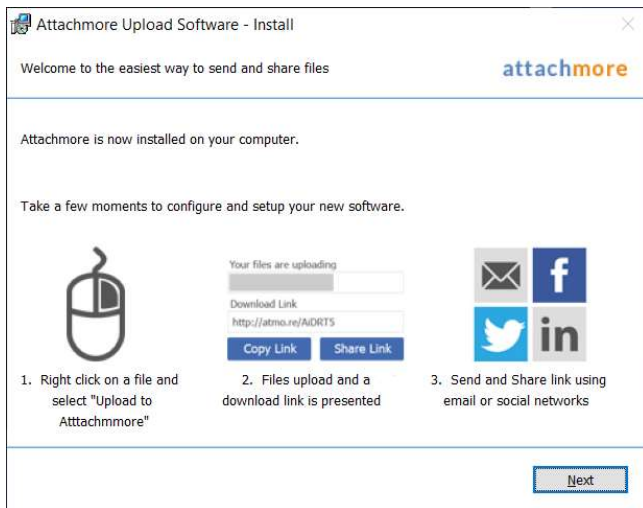 Attachmore Upload Software - Install
Welcome to the easiest way to send and share files
attachmore
Attachmore is now installed on your computer.
Take a few moments to configure and setup your new software.
Your files are uploading
Download Link
http://atmo.re/AiDRT5
Copy Link
Share Link
f
in
1. Right click on a file and
select "Upload to
Atttachmmore"
2. Files upload and a
download link is presented
3. Send and Share link using
email or social networks
Next